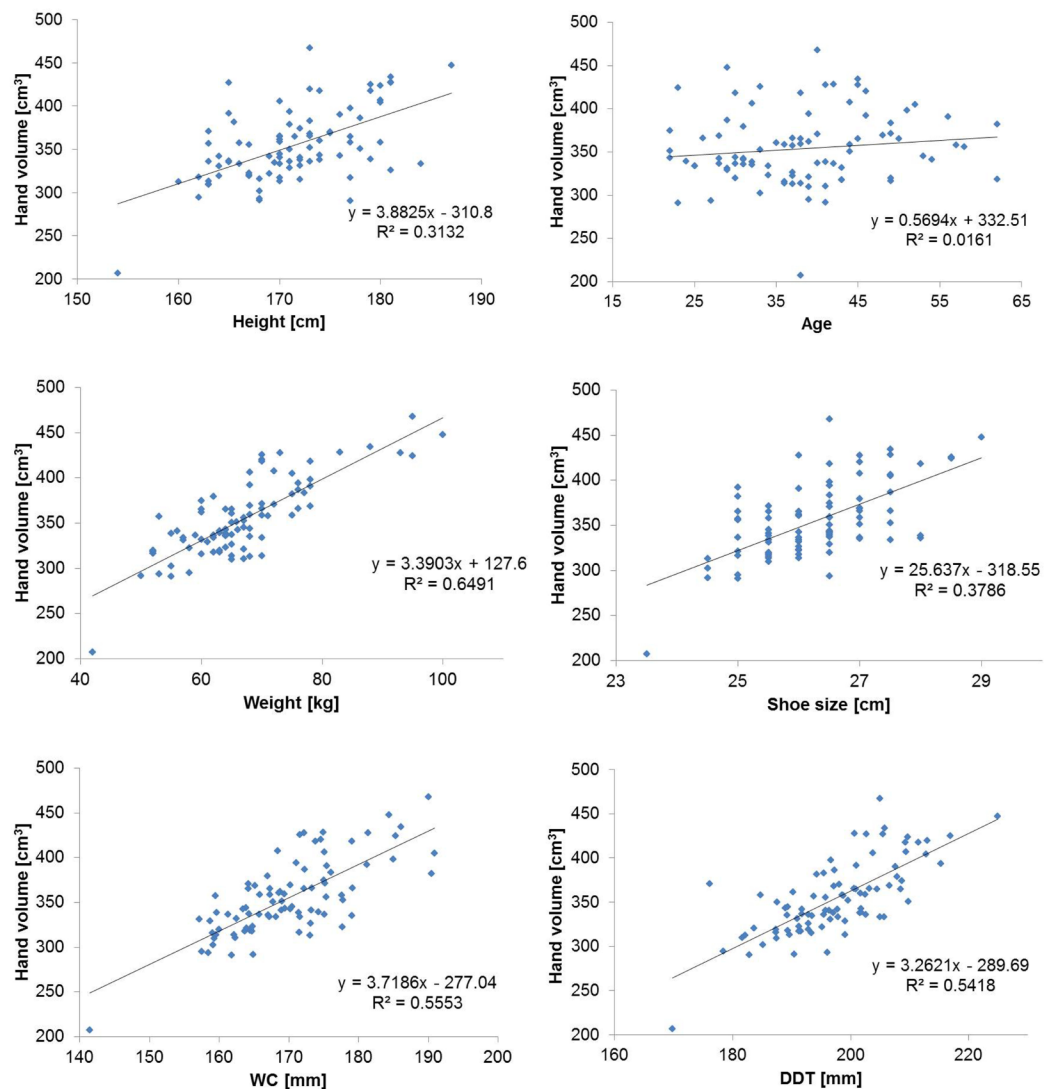 500
450
400
350
300
250
200
Hand volume [cm³]
y = 3.8825x - 310.8
R² = 0.3132
150 160 170 180 190
Height [cm]
500
450
400
350
300
250
200
Hand volume [cm³]
y = 0.5694x + 332.51
R² = 0.0161
15 25 35 45 55 65
Age
500
450
400
350
300
250
200
Hand volume [cm³]
y = 3.3903x + 127.6
R² = 0.6491
40 60 80 100
Weight [kg]
500
450
400
350
300
250
200
Hand volume [cm³]
y = 25.637x - 318.55
R² = 0.3786
23 25 27 29
Shoe size [cm]
500
450
400
350
300
250
200
Hand volume [cm³]
y = 3.7186x - 277.04
R² = 0.5553
140 150 160 170 180 190 200
WC [mm]
500
450
400
350
300
250
200
Hand volume [cm³]
y = 3.2621x - 289.69
R² = 0.5418
160 180 200 220
DDT [mm]